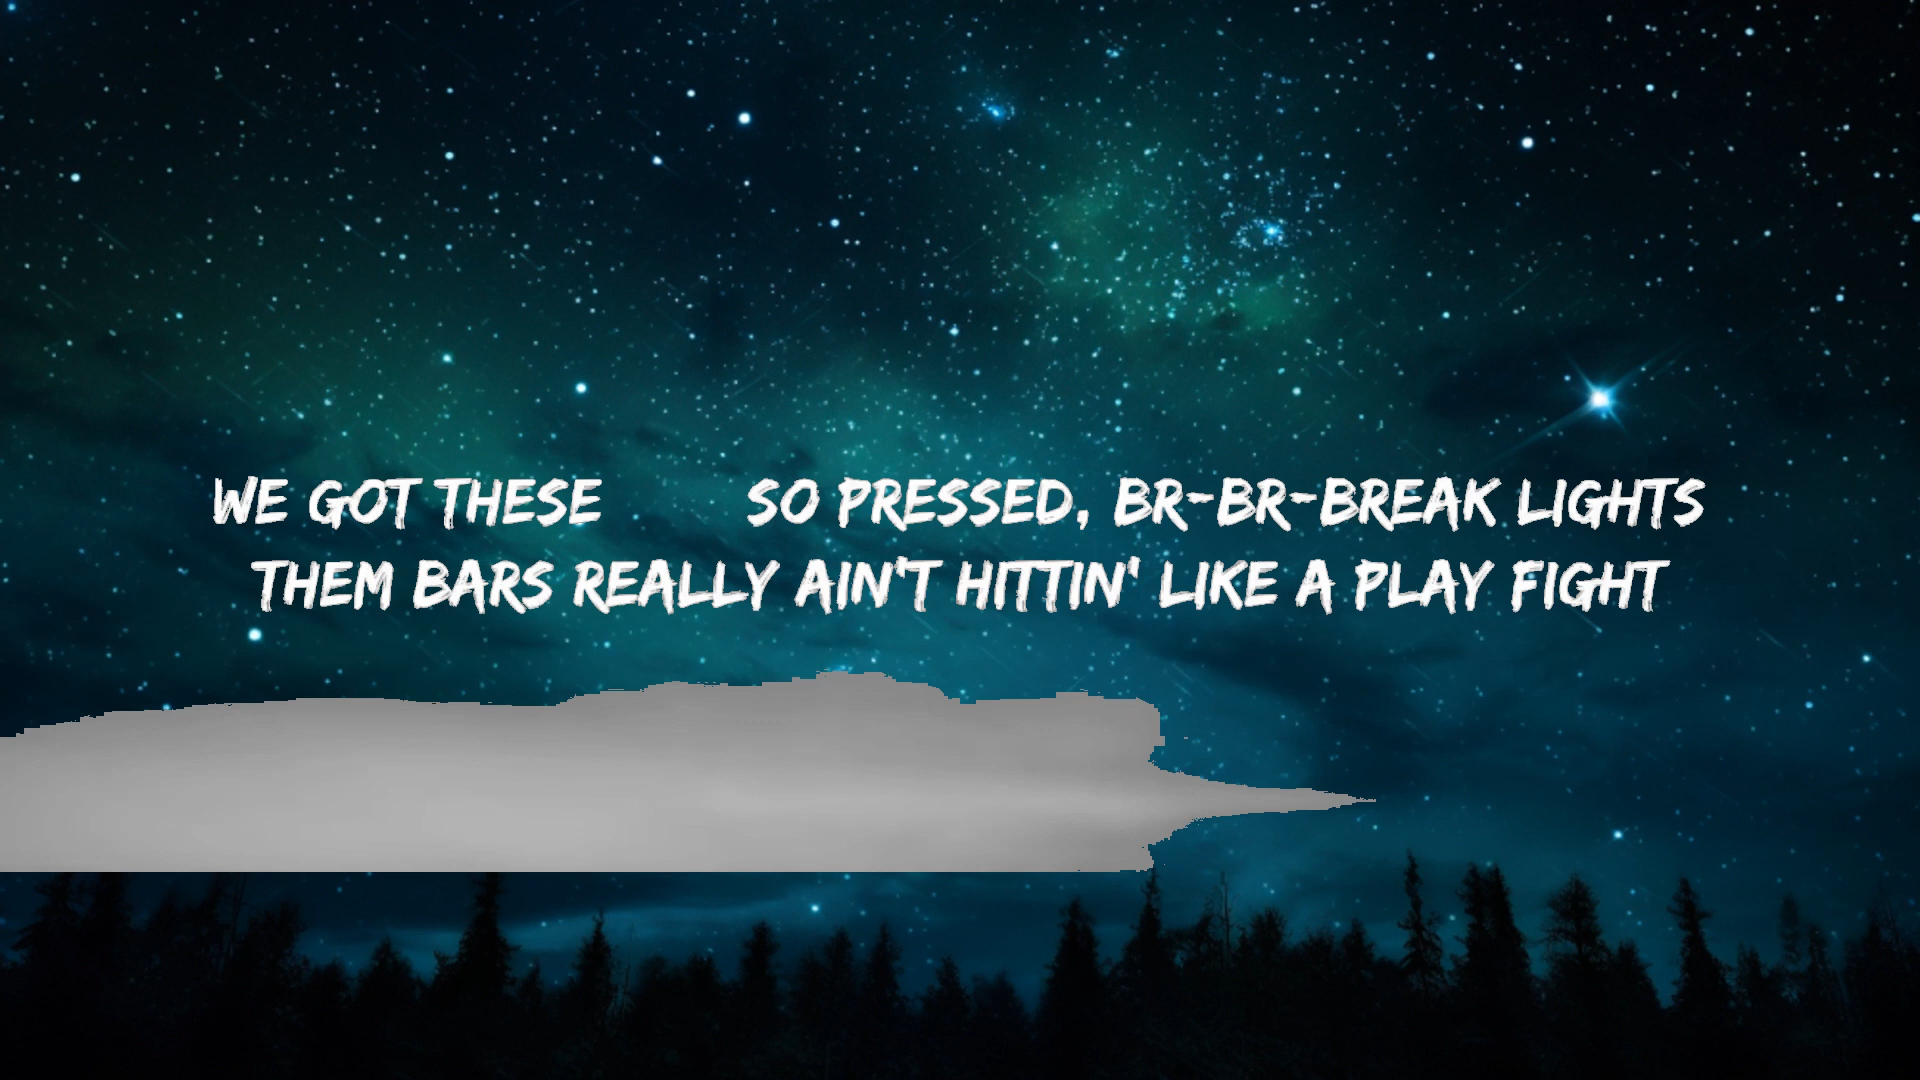 WE GOT THESE SO PRESSED, BR-BR-BREAK LIGHTS
THEM BARS REALLY AIN'T HITTIN' LIKE A PLAY FIGHT